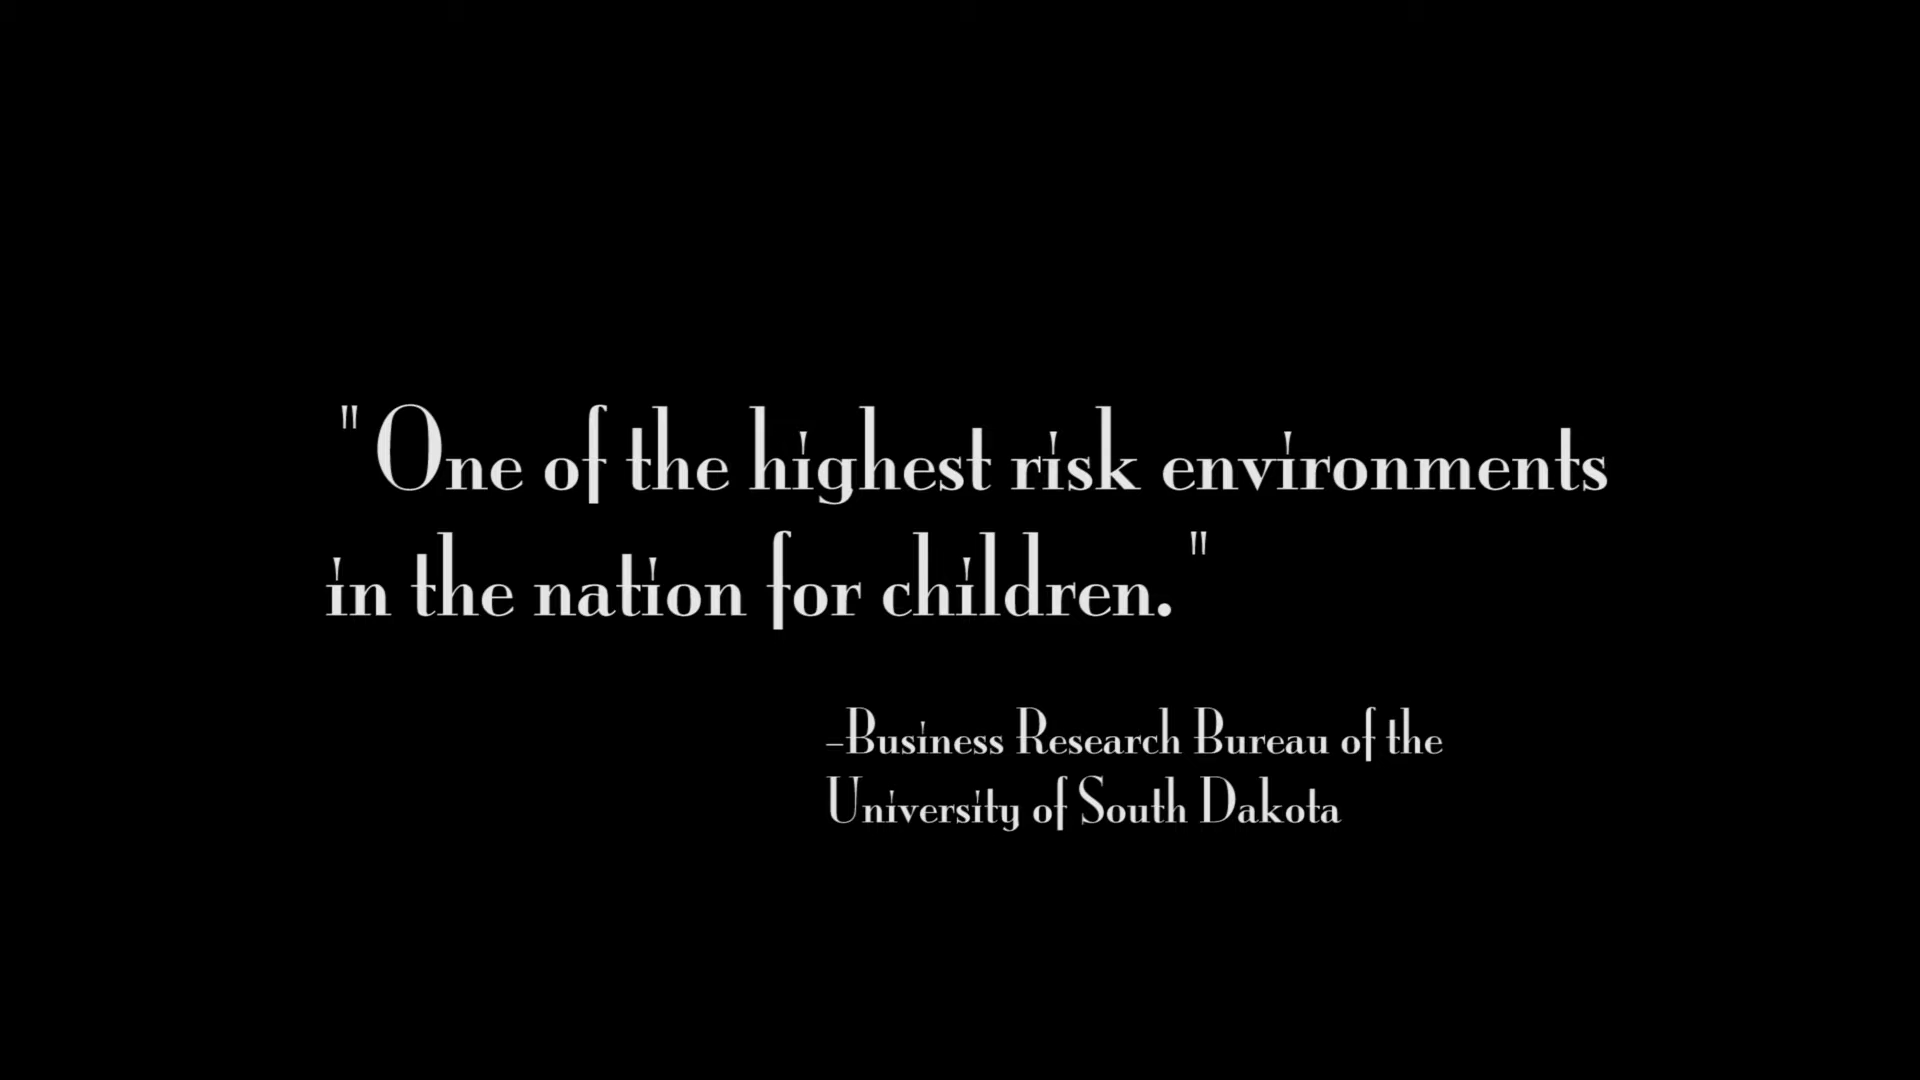 "One of the highest risk environments
in the nation for children."
-Business Research Bureau of the
University of South Dakota